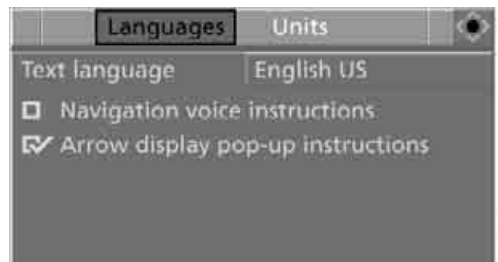 Languages Units
Text language English US
Navigation voice instructions
Arrow display pop-up instructions